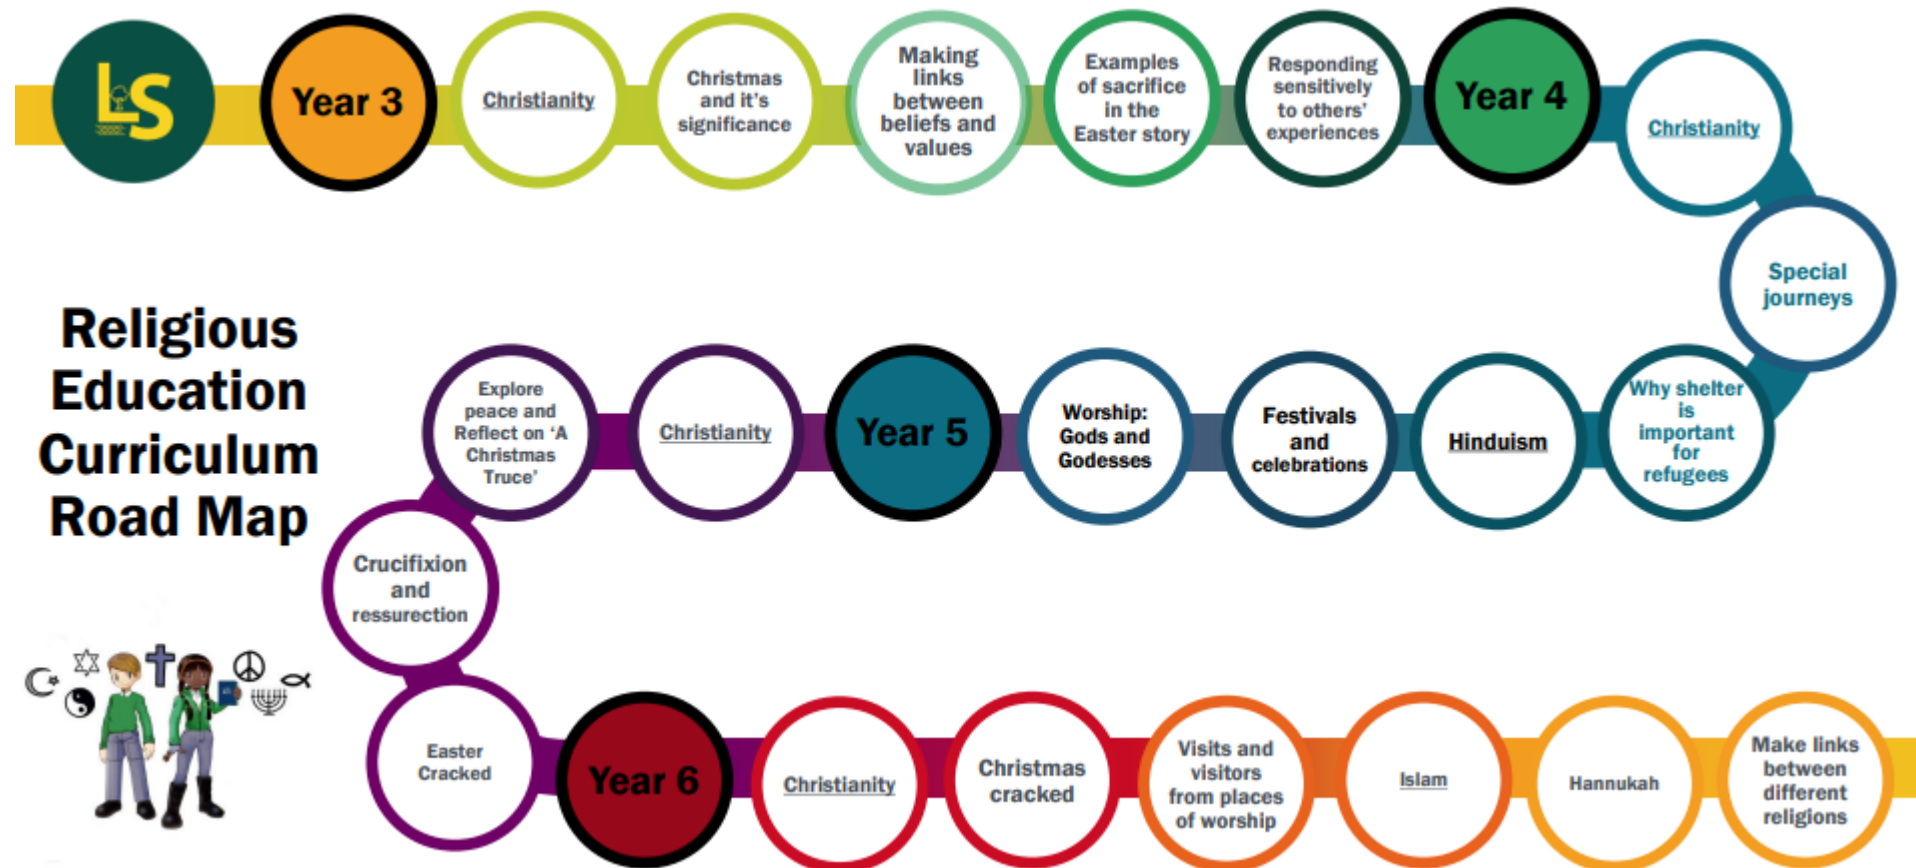 LS
Year 3
Christianity
Christmas
and it's
significance
Making
links
between
beliefs and
values
Examples
of sacrifice
in the
Easter story
Responding
sensitively
to others'
experiences
Year 4
Christianity
Special
journeys
Why shelter
is
important
for
refugees
Hinduism
Festivals
and
celebrations
Worship:
Gods and
Godesses
Year 5
Christianity
Explore
peace and
Reflect on 'A
Christmas
Truce'
Crucifixion
and
ressurection
Easter
Cracked
Year 6
Christianity
Christmas
cracked
Visits and
visitors
from places
of worship
Islam
Hannukah
Make links
between
different
religions
Religious
Education
Curriculum
Road Map